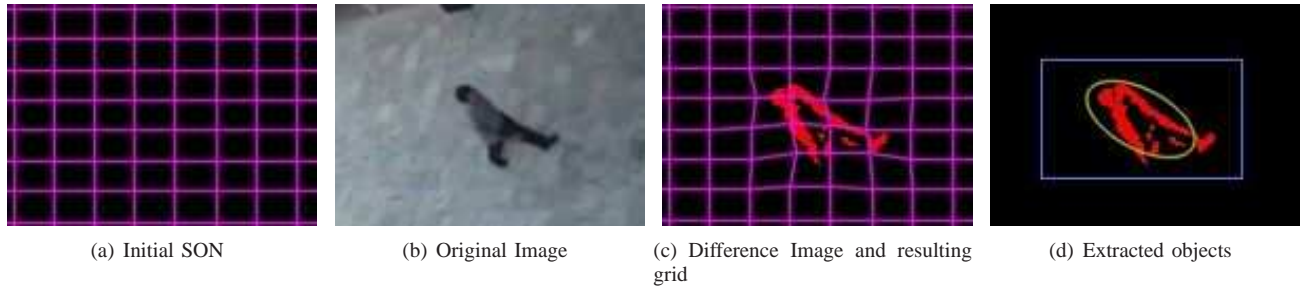 (a) Initial SON
(b) Original Image
(c) Difference Image and resulting
grid
(d) Extracted objects